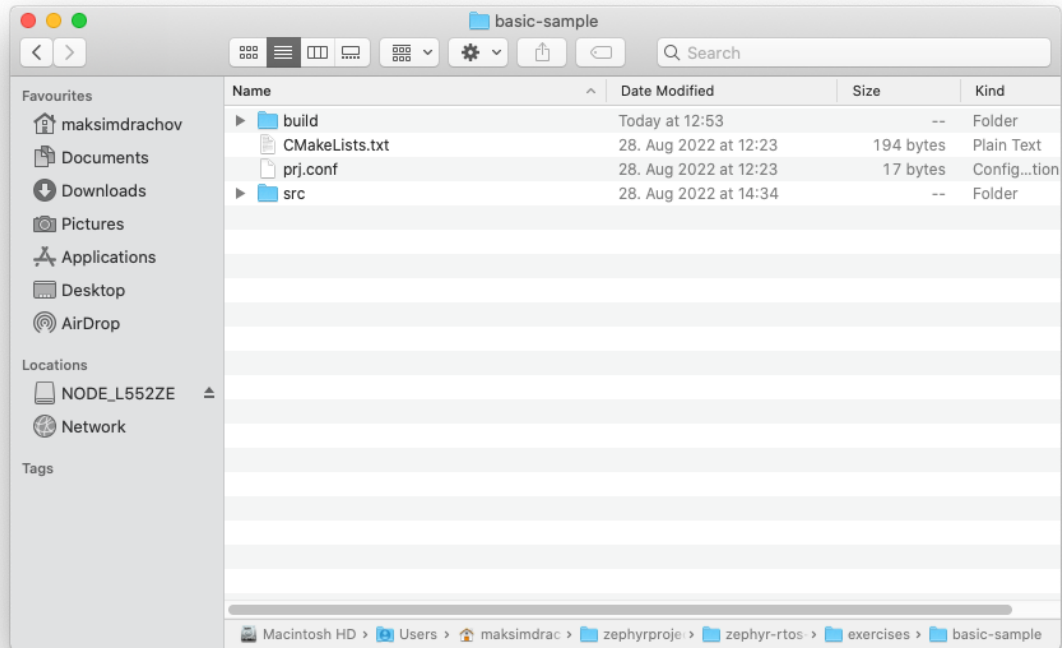 basic-sample
Search
Favourites
maksimdrachov
Documents
Downloads
Pictures
Applications
Desktop
AirDrop
Locations
NODE_L552ZE
Network
Tags
Name Date Modified Size Kind
build Today at 12:53 -- Folder
CMakeLists.txt 28. Aug 2022 at 12:23 194 bytes Plain Text
prj.conf 28. Aug 2022 at 12:23 17 bytes Config...tion
src 28. Aug 2022 at 14:34 -- Folder
Macintosh HD › Users › maksimdrac › zephyrproje › zephyr-rtos- › exercises › basic-sample